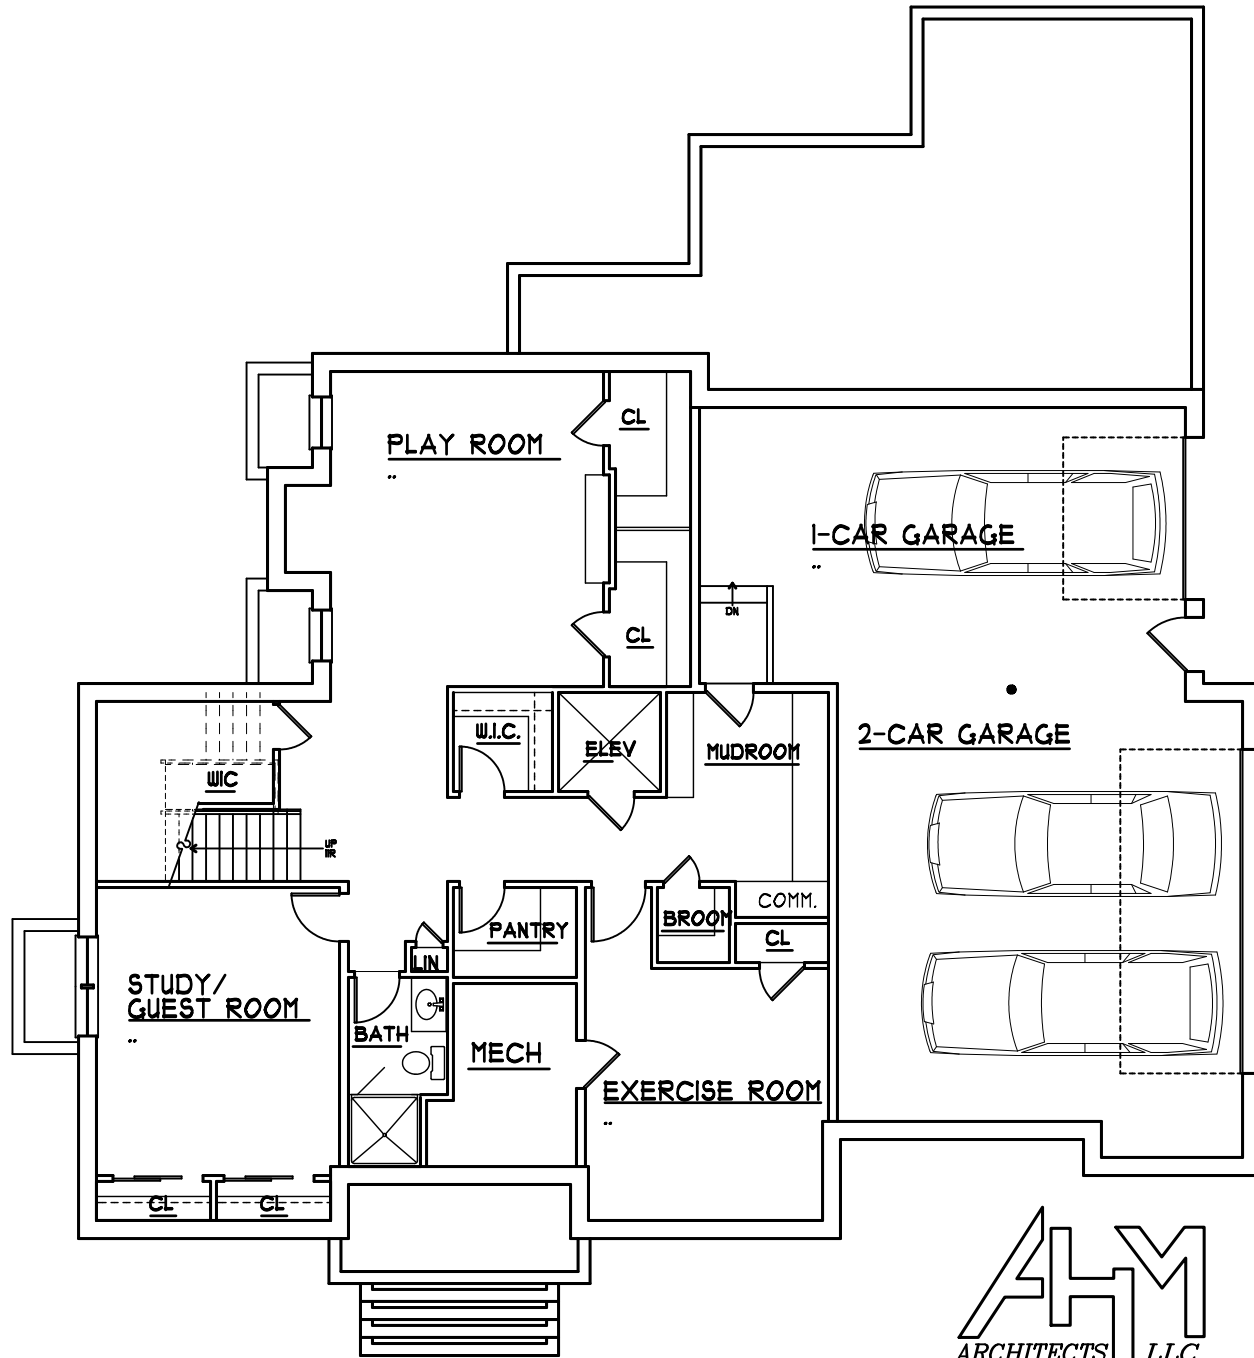 CL
PLAY ROOM
1-CAR GARAGE
DN
CL
W.I.C.
ELEV
MUDROOM
2-CAR GARAGE
WIC
UP
COMM.
BROOM
PANTRY
CL
LIN
STUDY/
GUEST ROOM
BATH
MECH
EXERCISE ROOM
CL
CL
AHM
ARCHITECTS LLC